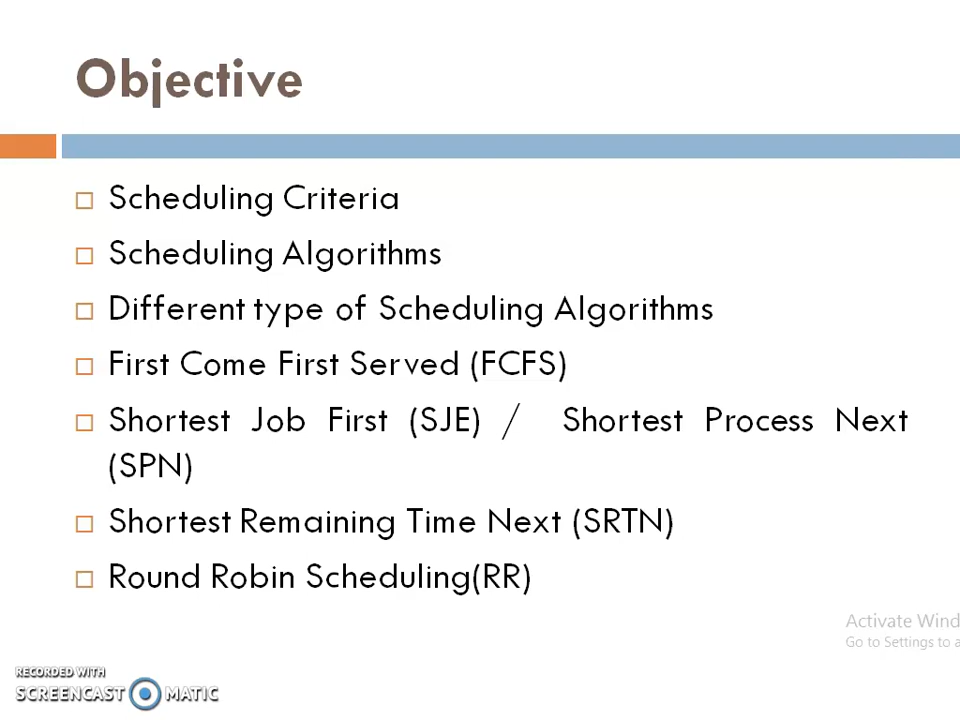 Objective
Scheduling Criteria
Scheduling Algorithms
Different type of Scheduling Algorithms
First Come First Served (FCFS)
Shortest Job First (SJE) / Shortest Process Next
(SPN)
Shortest Remaining Time Next (SRTN)
Round Robin Scheduling(RR)
Activate Wind
Go to Settings to a
RECORDED WITH
SCREENCAST MATIC